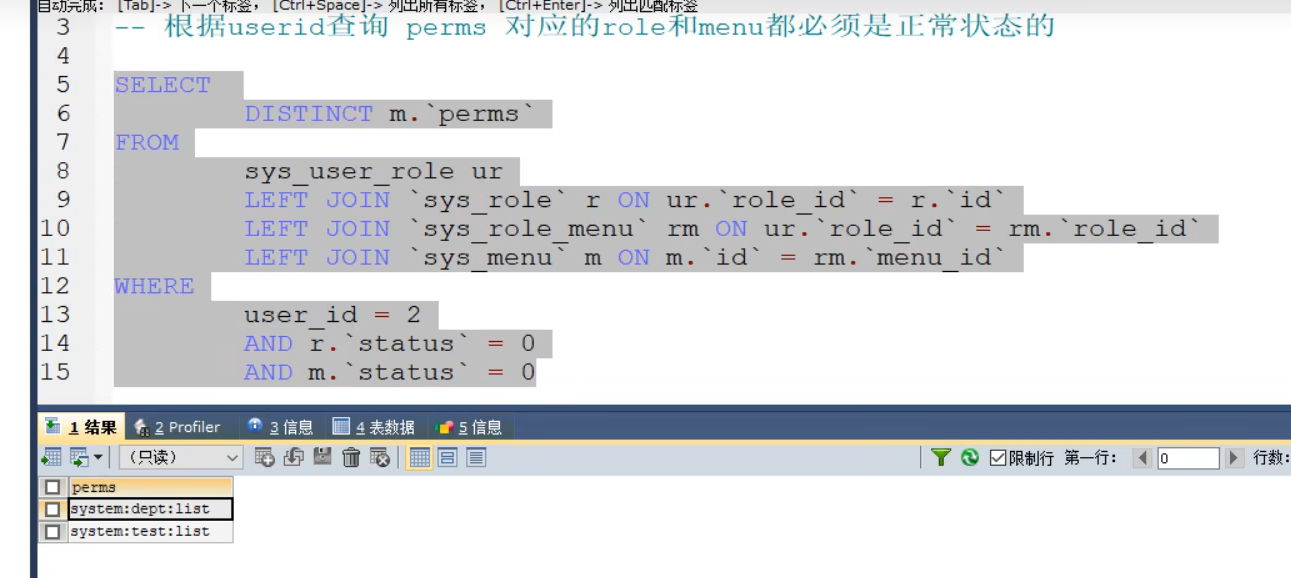 自动完成： [Tab]-> 下一个标签， [Ctrl+Space]-> 列出所有标签， [Ctrl+Enter]-> 列出匹配标签
3 -- 根据userid查询 perms 对应的role和menu都必须是正常状态的
4
5 SELECT
6 DISTINCT m.`perms`
7 FROM
8 sys_user_role ur
9 LEFT JOIN `sys_role` r ON ur.`role_id` = r.`id`
10 LEFT JOIN `sys_role_menu` rm ON ur.`role_id` = rm.`role_id`
11 LEFT JOIN `sys_menu` m ON m.`id` = rm.`menu_id`
12 WHERE
13 user_id = 2
14 AND r.`status` = 0
15 AND m.`status` = 0
1 结果 2 Profiler 3 信息 4 表数据 5 信息
（只读） 限制行 第一行： 0 行数:
perms
system:dept:list
system:test:list